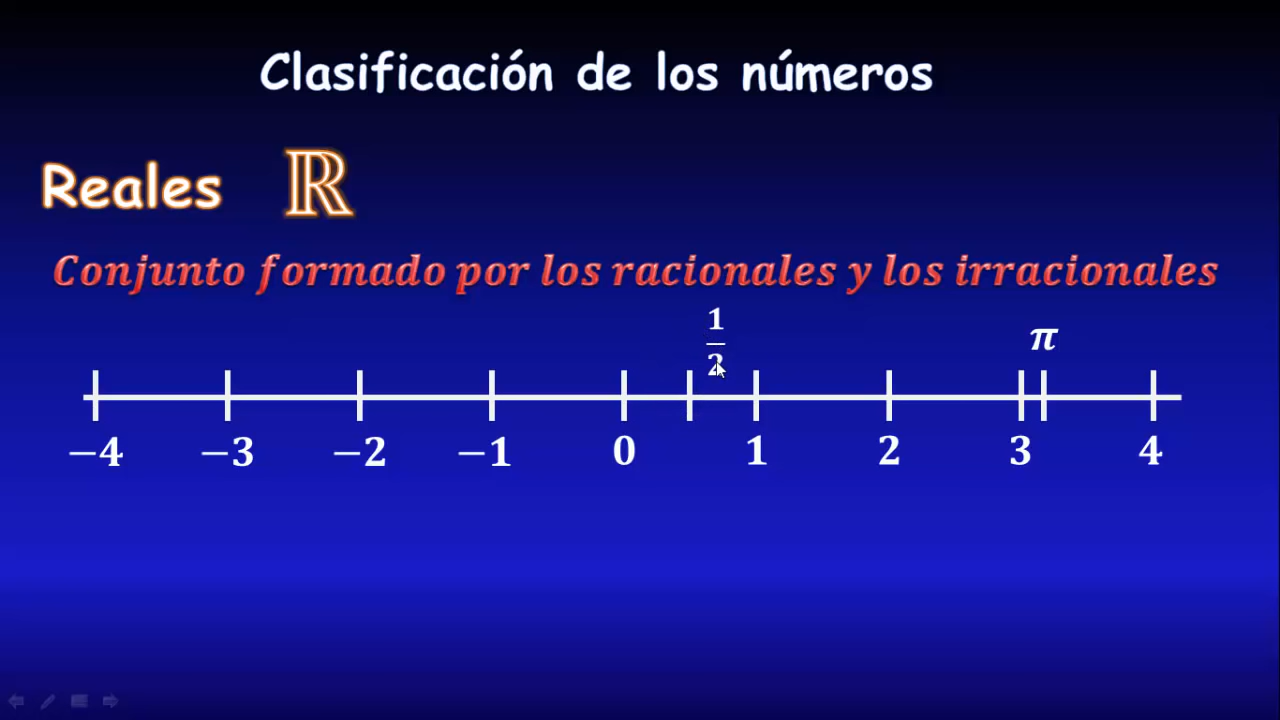 Clasificación de los números
Reales ℝ
Conjunto formado por los racionales y los irracionales
1/2 π
−4 −3 −2 −1 0 1 2 3 4